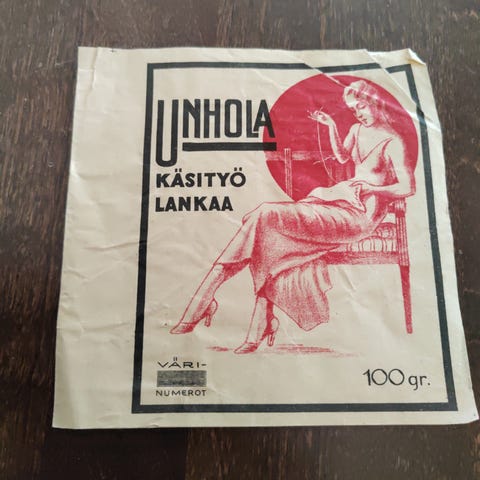 UNHOLA
KÄSITYÖ
LANKAA
VÄRI-
NUMEROT
100 gr.